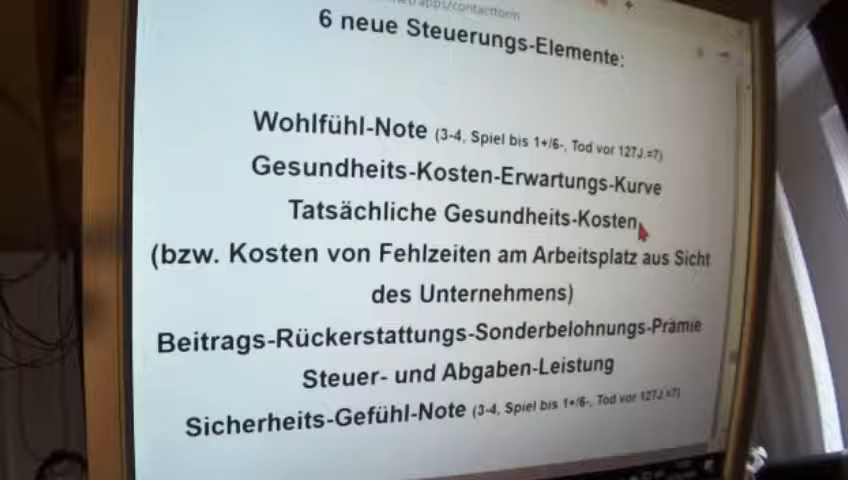 apps/contactform
6 neue Steuerungs-Elemente:
Wohlfühl-Note (3-4, Spiel bis 1+/6-, Tod vor 127J.=7)
Gesundheits-Kosten-Erwartungs-Kurve
Tatsächliche Gesundheits-Kosten
(bzw. Kosten von Fehlzeiten am Arbeitsplatz aus Sicht
des Unternehmens)
Beitrags-Rückerstattungs-Sonderbelohnungs-Prämie
Steuer- und Abgaben-Leistung
Sicherheits-Gefühl-Note (3-4, Spiel bis 1+/6-, Tod vor 127J.=7)